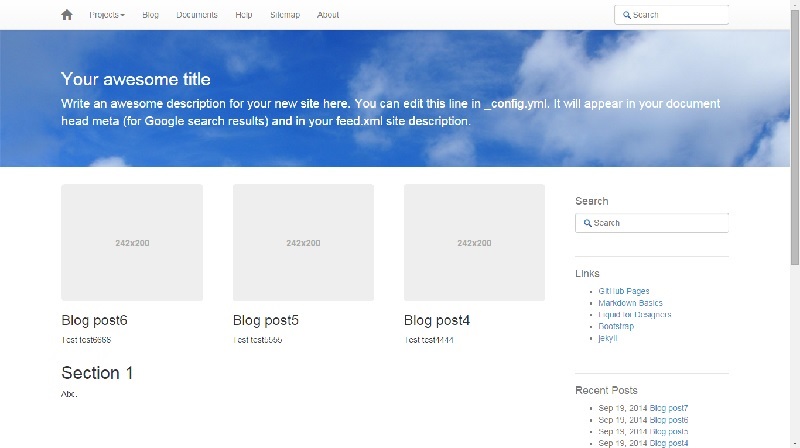 Projects Blog Documents Help Sitemap About Search
Your awesome title
Write an awesome description for your new site here. You can edit this line in _config.yml. It will appear in your document
head meta (for Google search results) and in your feed.xml site description.
242x200 242x200 242x200
Blog post6 Blog post5 Blog post4
Test test6666 Test test5555 Test test4444
Section 1
Abc.
Search
Search
Links
GitHub Pages
Markdown Basics
Liquid for Designers
Bootstrap
jekyll
Recent Posts
Sep 19, 2014 Blog post7
Sep 19, 2014 Blog post6
Sep 19, 2014 Blog post5
Sep 19, 2014 Blog post4